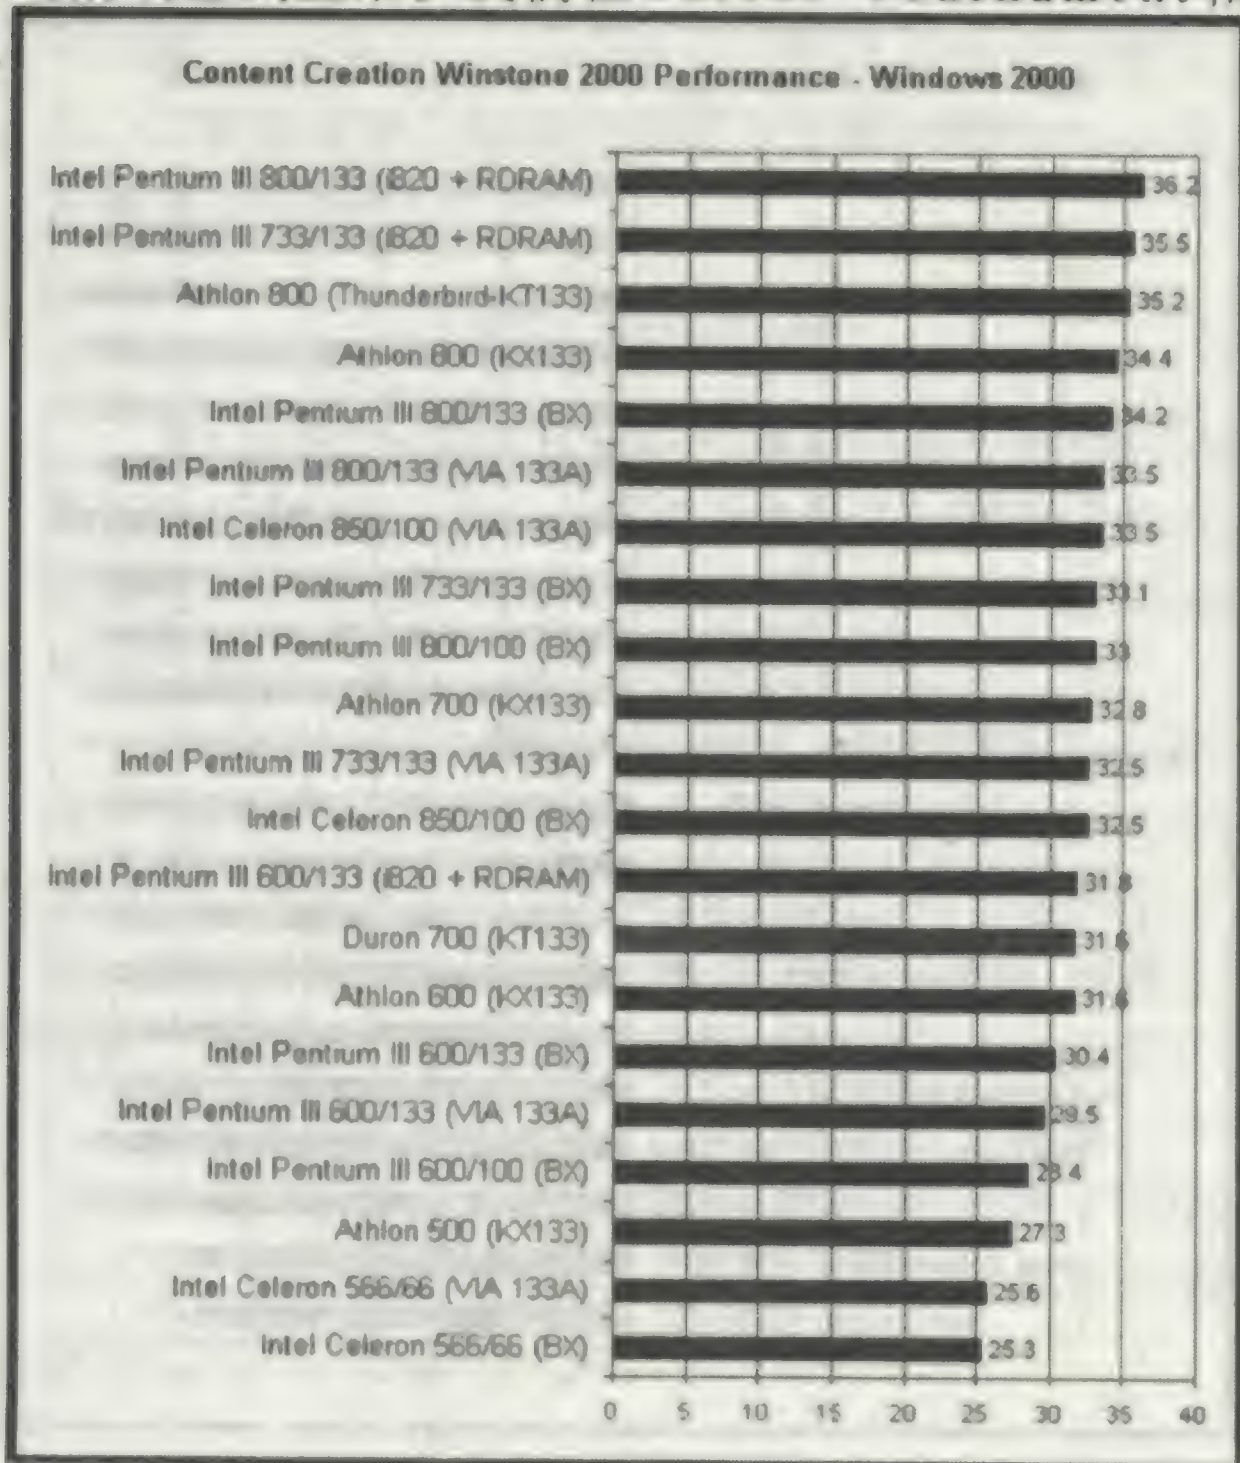 Content Creation Winstone 2000 Performance - Windows 2000
Intel Pentium III 800/133 (i820 + RDRAM) 36.2
Intel Pentium III 733/133 (i820 + RDRAM) 35.5
Athlon 800 (Thunderbird-KT133) 35.2
Athlon 800 (KX133) 34.4
Intel Pentium III 800/133 (BX) 34.2
Intel Pentium III 800/133 (VIA 133A) 33.5
Intel Celeron 850/100 (VIA 133A) 33.5
Intel Pentium III 733/133 (BX) 33.1
Intel Pentium III 800/100 (BX) 33
Athlon 700 (KX133) 32.8
Intel Pentium III 733/133 (VIA 133A) 32.5
Intel Celeron 850/100 (BX) 32.5
Intel Pentium III 600/133 (i820 + RDRAM) 31.8
Duron 700 (KT133) 31.6
Athlon 600 (KX133) 31.6
Intel Pentium III 600/133 (BX) 30.4
Intel Pentium III 600/133 (VIA 133A) 29.5
Intel Pentium III 600/100 (BX) 28.4
Athlon 500 (KX133) 27.3
Intel Celeron 566/66 (VIA 133A) 25.6
Intel Celeron 566/66 (BX) 25.3
0 5 10 15 20 25 30 35 40